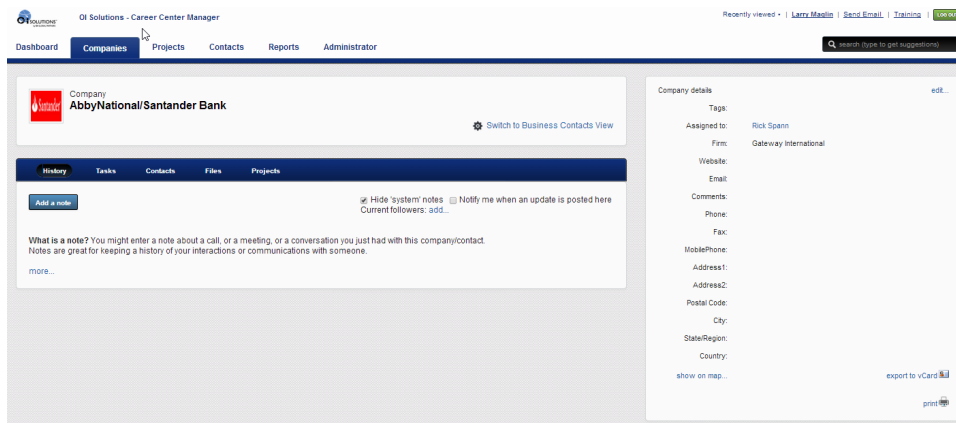 OI SOLUTIONS
OI Solutions - Career Center Manager
Recently viewed | Larry Maglin | Send Email | Training | Log out
Dashboard Companies Projects Contacts Reports Administrator
search (type to get suggestions)
Santander
Company
AbbyNational/Santander Bank
Switch to Business Contacts View
History Tasks Contacts Files Projects
Add a note
Hide 'system' notes Notify me when an update is posted here
Current followers: add...
What is a note? You might enter a note about a call, or a meeting, or a conversation you just had with this company/contact.
Notes are great for keeping a history of your interactions or communications with someone.
more...
Company details edit...
Tags:
Assigned to: Rick Spann
Firm: Gateway International
Website:
Email:
Comments:
Phone:
Fax:
MobilePhone:
Address1:
Address2:
Postal Code:
City:
State/Region:
Country:
show on map... export to vCard
print